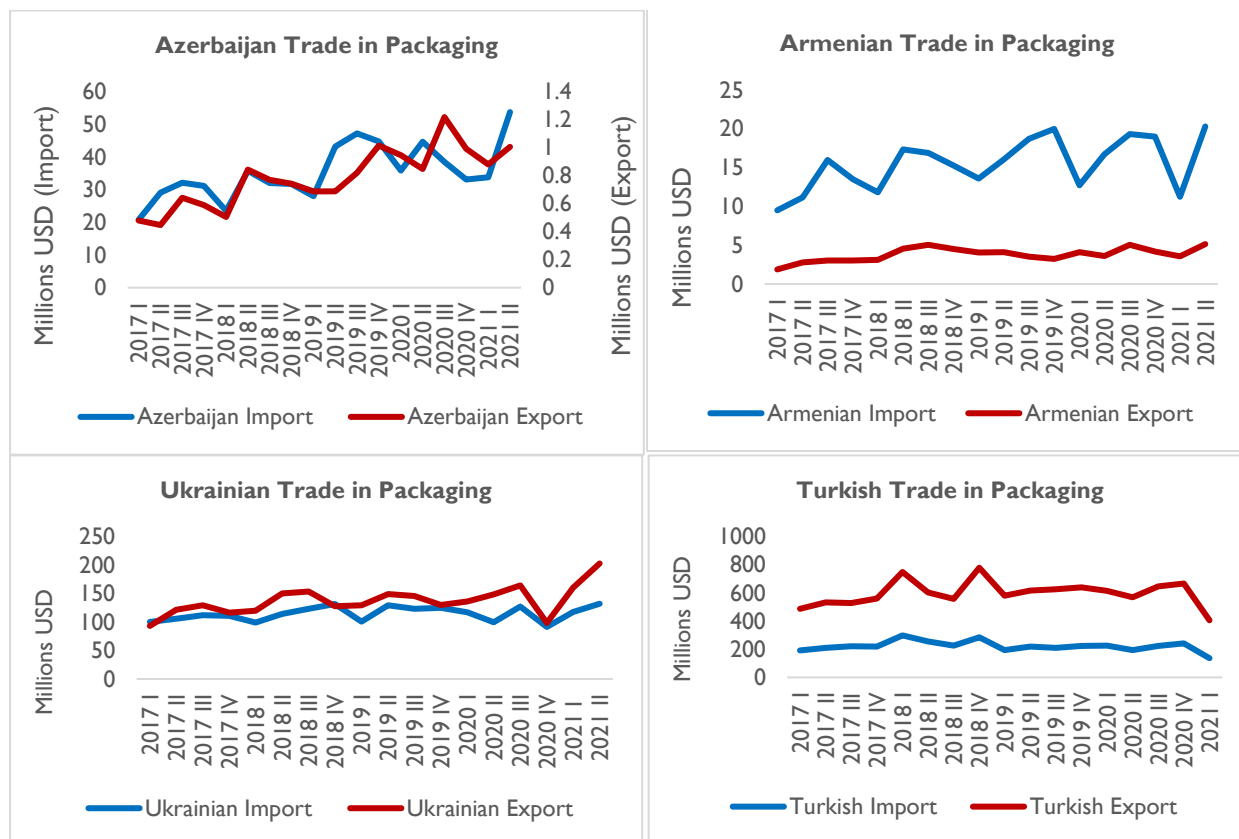 Azerbaijan Trade in Packaging
Millions USD (Import)
60
50
40
30
20
10
0
1.4
1.2
1
0.8
0.6
0.4
0.2
0
Millions USD (Export)
2017 I
2017 II
2017 III
2017 IV
2018 I
2018 II
2018 III
2018 IV
2019 I
2019 II
2019 III
2019 IV
2020 I
2020 II
2020 III
2020 IV
2021 I
2021 II
Azerbaijan Import
Azerbaijan Export
Armenian Trade in Packaging
Millions USD
25
20
15
10
5
0
2017 I
2017 II
2017 III
2017 IV
2018 I
2018 II
2018 III
2018 IV
2019 I
2019 II
2019 III
2019 IV
2020 I
2020 II
2020 III
2020 IV
2021 I
2021 II
Armenian Import
Armenian Export
Ukrainian Trade in Packaging
Millions USD
250
200
150
100
50
0
2017 I
2017 II
2017 III
2017 IV
2018 I
2018 II
2018 III
2018 IV
2019 I
2019 II
2019 III
2019 IV
2020 I
2020 II
2020 III
2020 IV
2021 I
2021 II
Ukrainian Import
Ukrainian Export
Turkish Trade in Packaging
Millions USD
1000
800
600
400
200
0
2017 I
2017 II
2017 III
2017 IV
2018 I
2018 II
2018 III
2018 IV
2019 I
2019 II
2019 III
2019 IV
2020 I
2020 II
2020 III
2020 IV
2021 I
Turkish Import
Turkish Export